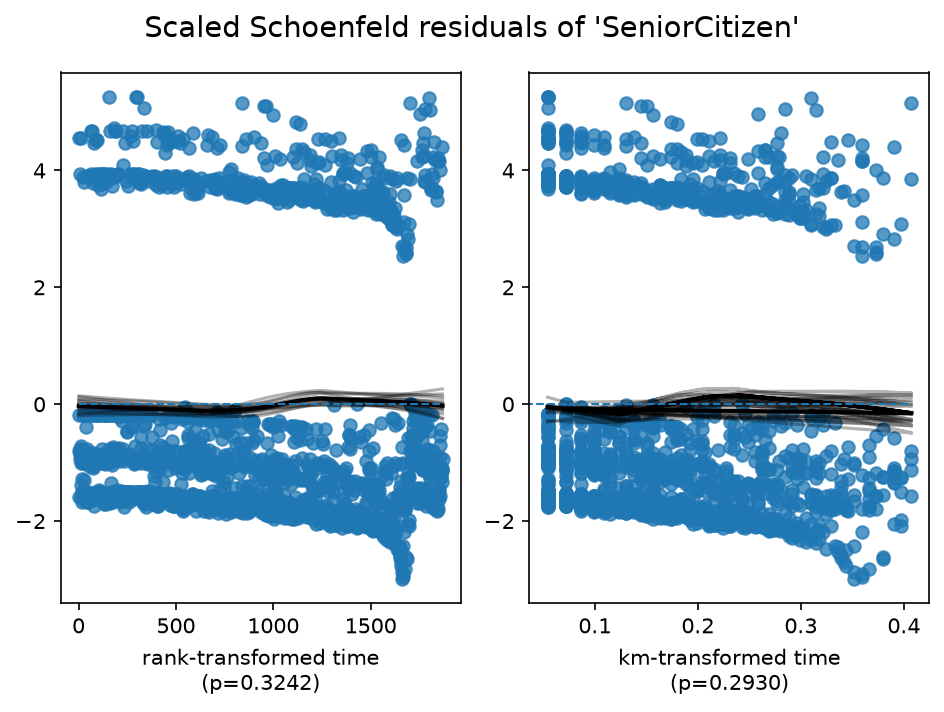 Scaled Schoenfeld residuals of 'SeniorCitizen'
4
2
0
−2
0 500 1000 1500
rank-transformed time
(p=0.3242)
4
2
0
−2
0.1 0.2 0.3 0.4
km-transformed time
(p=0.2930)